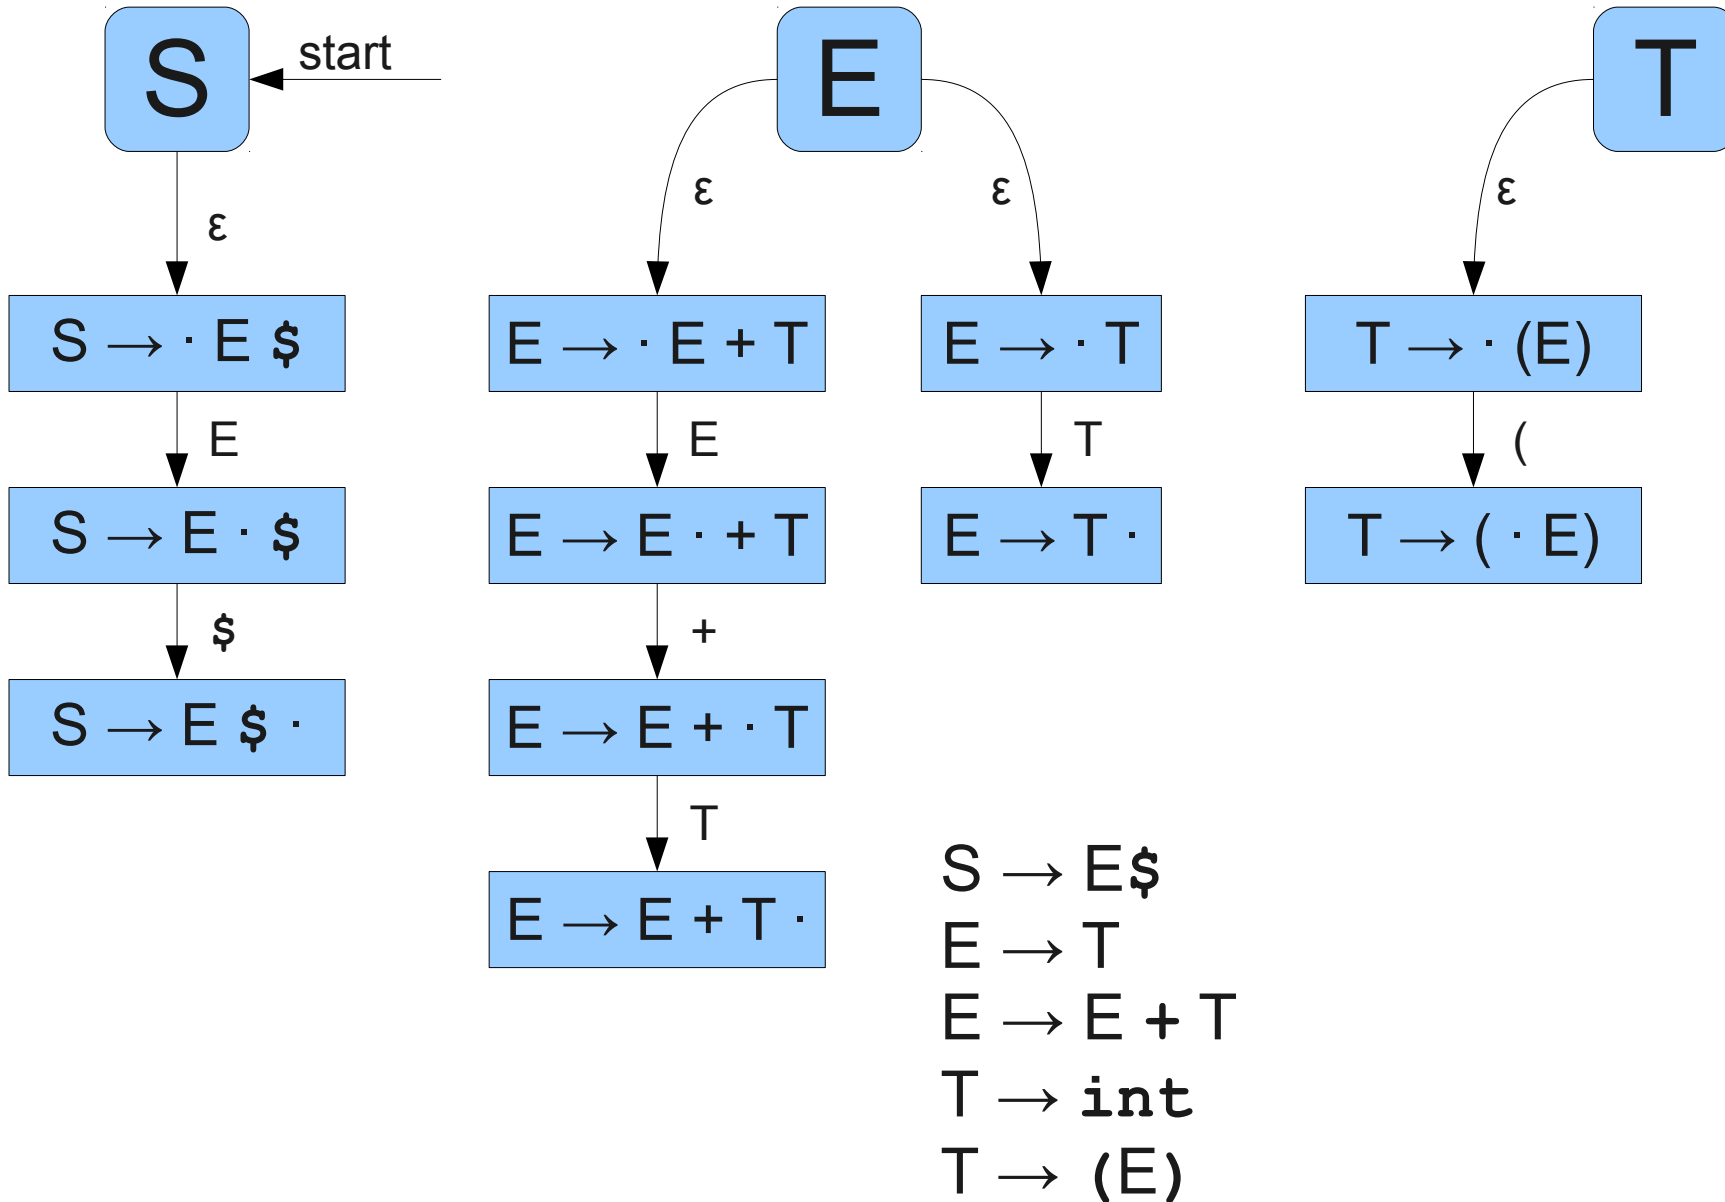 S start E T
ε ε ε ε
S → · E $ E → · E + T E → · T T → · (E)
E E T (
S → E · $ E → E · + T E → T · T → ( · E)
$ +
S → E $ · E → E + · T
T
E → E + T ·
S → E$
E → T
E → E + T
T → int
T → (E)